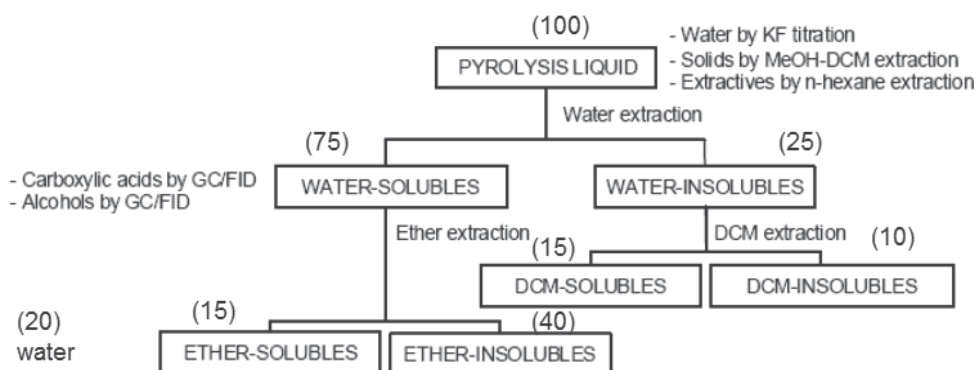 (100)
PYROLYSIS LIQUID
- Water by KF titration
- Solids by MeOH-DCM extraction
- Extractives by n-hexane extraction
Water extraction
(75)
(25)
- Carboxylic acids by GC/FID
- Alcohols by GC/FID
WATER-SOLUBLES
WATER-INSOLUBLES
Ether extraction
DCM extraction
(15)
(10)
DCM-SOLUBLES
DCM-INSOLUBLES
(20)
water
(15)
(40)
ETHER-SOLUBLES
ETHER-INSOLUBLES